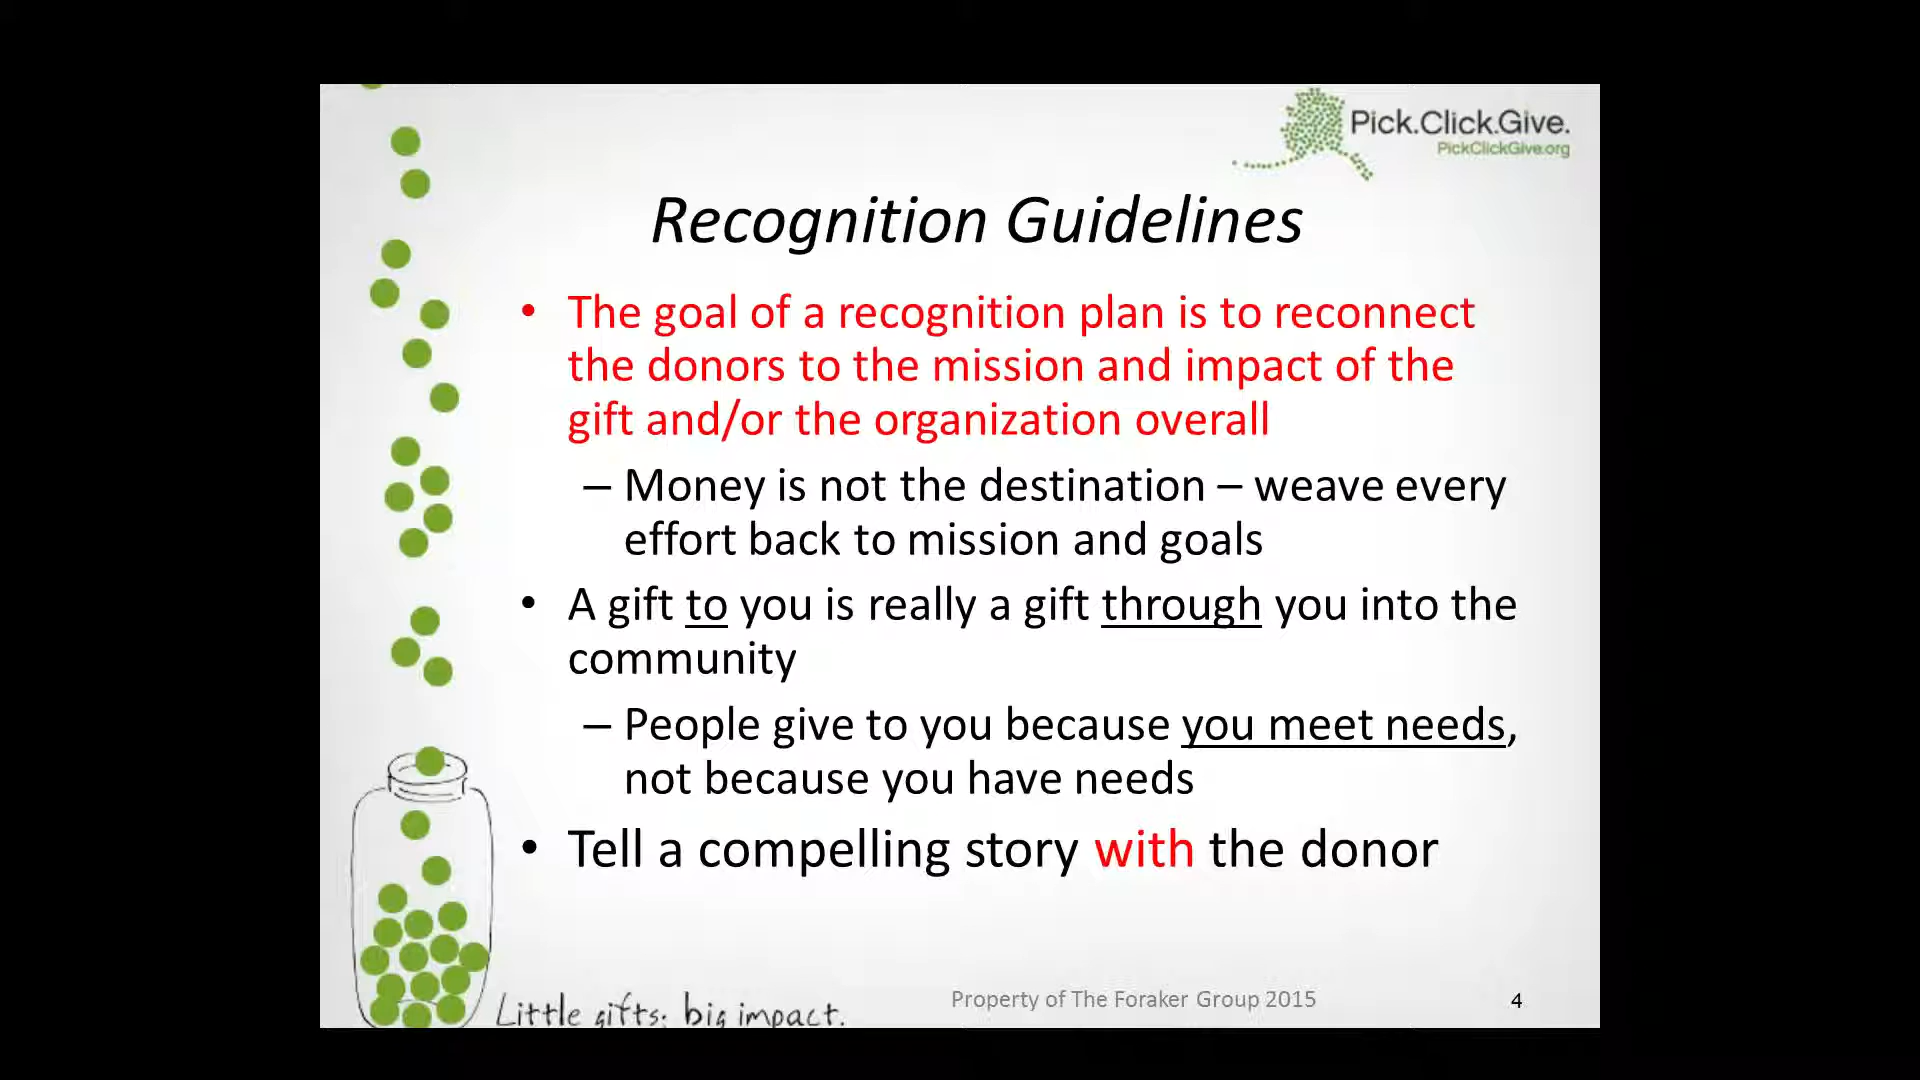 Pick.Click.Give.
PickClickGive.org
Recognition Guidelines
• The goal of a recognition plan is to reconnect
the donors to the mission and impact of the
gift and/or the organization overall
– Money is not the destination – weave every
effort back to mission and goals
• A gift to you is really a gift through you into the
community
– People give to you because you meet needs,
not because you have needs
• Tell a compelling story with the donor
Little gifts: big impact.
Property of The Foraker Group 2015
4